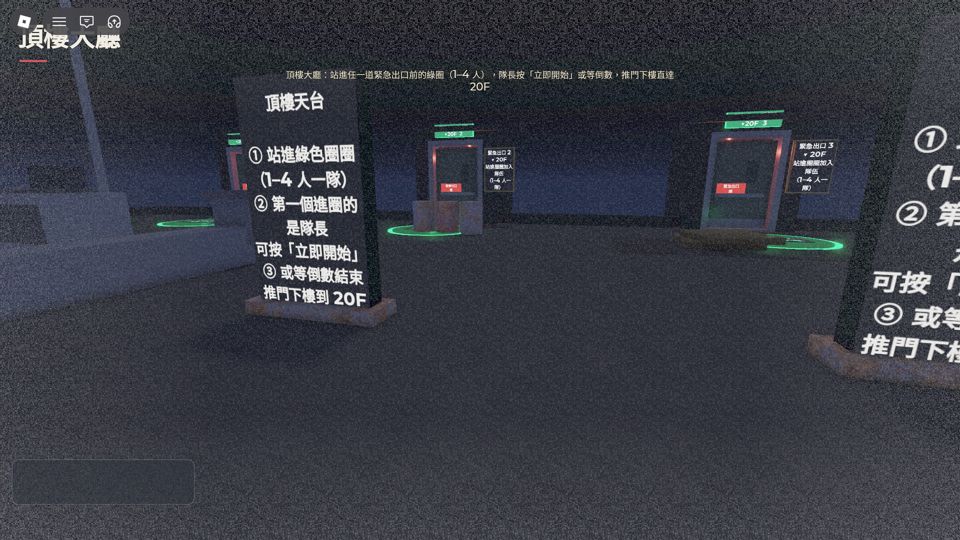 頂樓大廳
頂樓大廳：站進任一道緊急出口前的綠圈（1–4 人），隊長按「立即開始」或等倒數，推門下樓直達
20F
頂樓天台
① 站進綠色圈圈
（1–4 人一隊）
② 第一個進圈的
是隊長
可按「立即開始」
③ 或等倒數結束
推門下樓到 20F
20F 2
緊急出口 2
▼ 20F
站進圈圈加入
隊伍
（1–4 人一
隊）
20F 3
緊急出口 3
▼ 20F
站進圈圈加入
隊伍
（1–4 人一
隊）
①
（1–
② 第
可按「
③ 或等
推門下樓